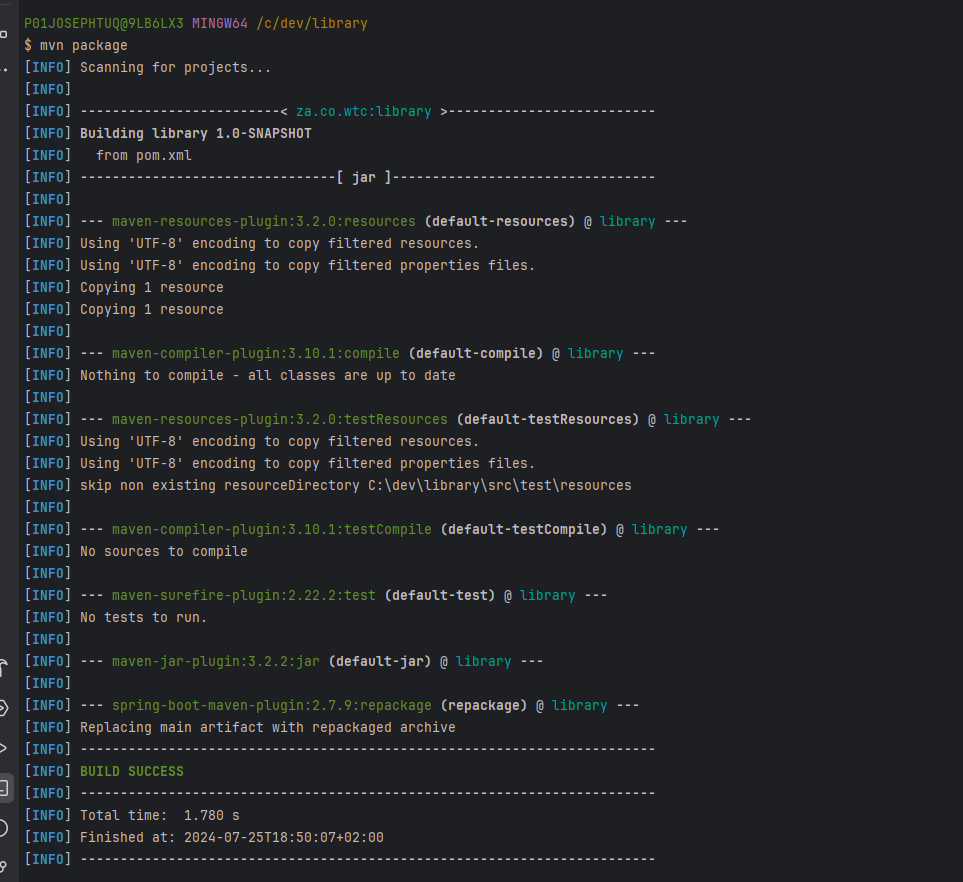 P01JOSEPHTUQ@9LB6LX3 MINGW64 /c/dev/library
$ mvn package
[INFO] Scanning for projects...
[INFO]
[INFO] -------------------------< za.co.wtc:library >--------------------------
[INFO] Building library 1.0-SNAPSHOT
[INFO]   from pom.xml
[INFO] --------------------------------[ jar ]---------------------------------
[INFO]
[INFO] --- maven-resources-plugin:3.2.0:resources (default-resources) @ library ---
[INFO] Using 'UTF-8' encoding to copy filtered resources.
[INFO] Using 'UTF-8' encoding to copy filtered properties files.
[INFO] Copying 1 resource
[INFO] Copying 1 resource
[INFO]
[INFO] --- maven-compiler-plugin:3.10.1:compile (default-compile) @ library ---
[INFO] Nothing to compile - all classes are up to date
[INFO]
[INFO] --- maven-resources-plugin:3.2.0:testResources (default-testResources) @ library ---
[INFO] Using 'UTF-8' encoding to copy filtered resources.
[INFO] Using 'UTF-8' encoding to copy filtered properties files.
[INFO] skip non existing resourceDirectory C:\dev\library\src\test\resources
[INFO]
[INFO] --- maven-compiler-plugin:3.10.1:testCompile (default-testCompile) @ library ---
[INFO] No sources to compile
[INFO]
[INFO] --- maven-surefire-plugin:2.22.2:test (default-test) @ library ---
[INFO] No tests to run.
[INFO]
[INFO] --- maven-jar-plugin:3.2.2:jar (default-jar) @ library ---
[INFO]
[INFO] --- spring-boot-maven-plugin:2.7.9:repackage (repackage) @ library ---
[INFO] Replacing main artifact with repackaged archive
[INFO] ------------------------------------------------------------------------
[INFO] BUILD SUCCESS
[INFO] ------------------------------------------------------------------------
[INFO] Total time:  1.780 s
[INFO] Finished at: 2024-07-25T18:50:07+02:00
[INFO] ------------------------------------------------------------------------